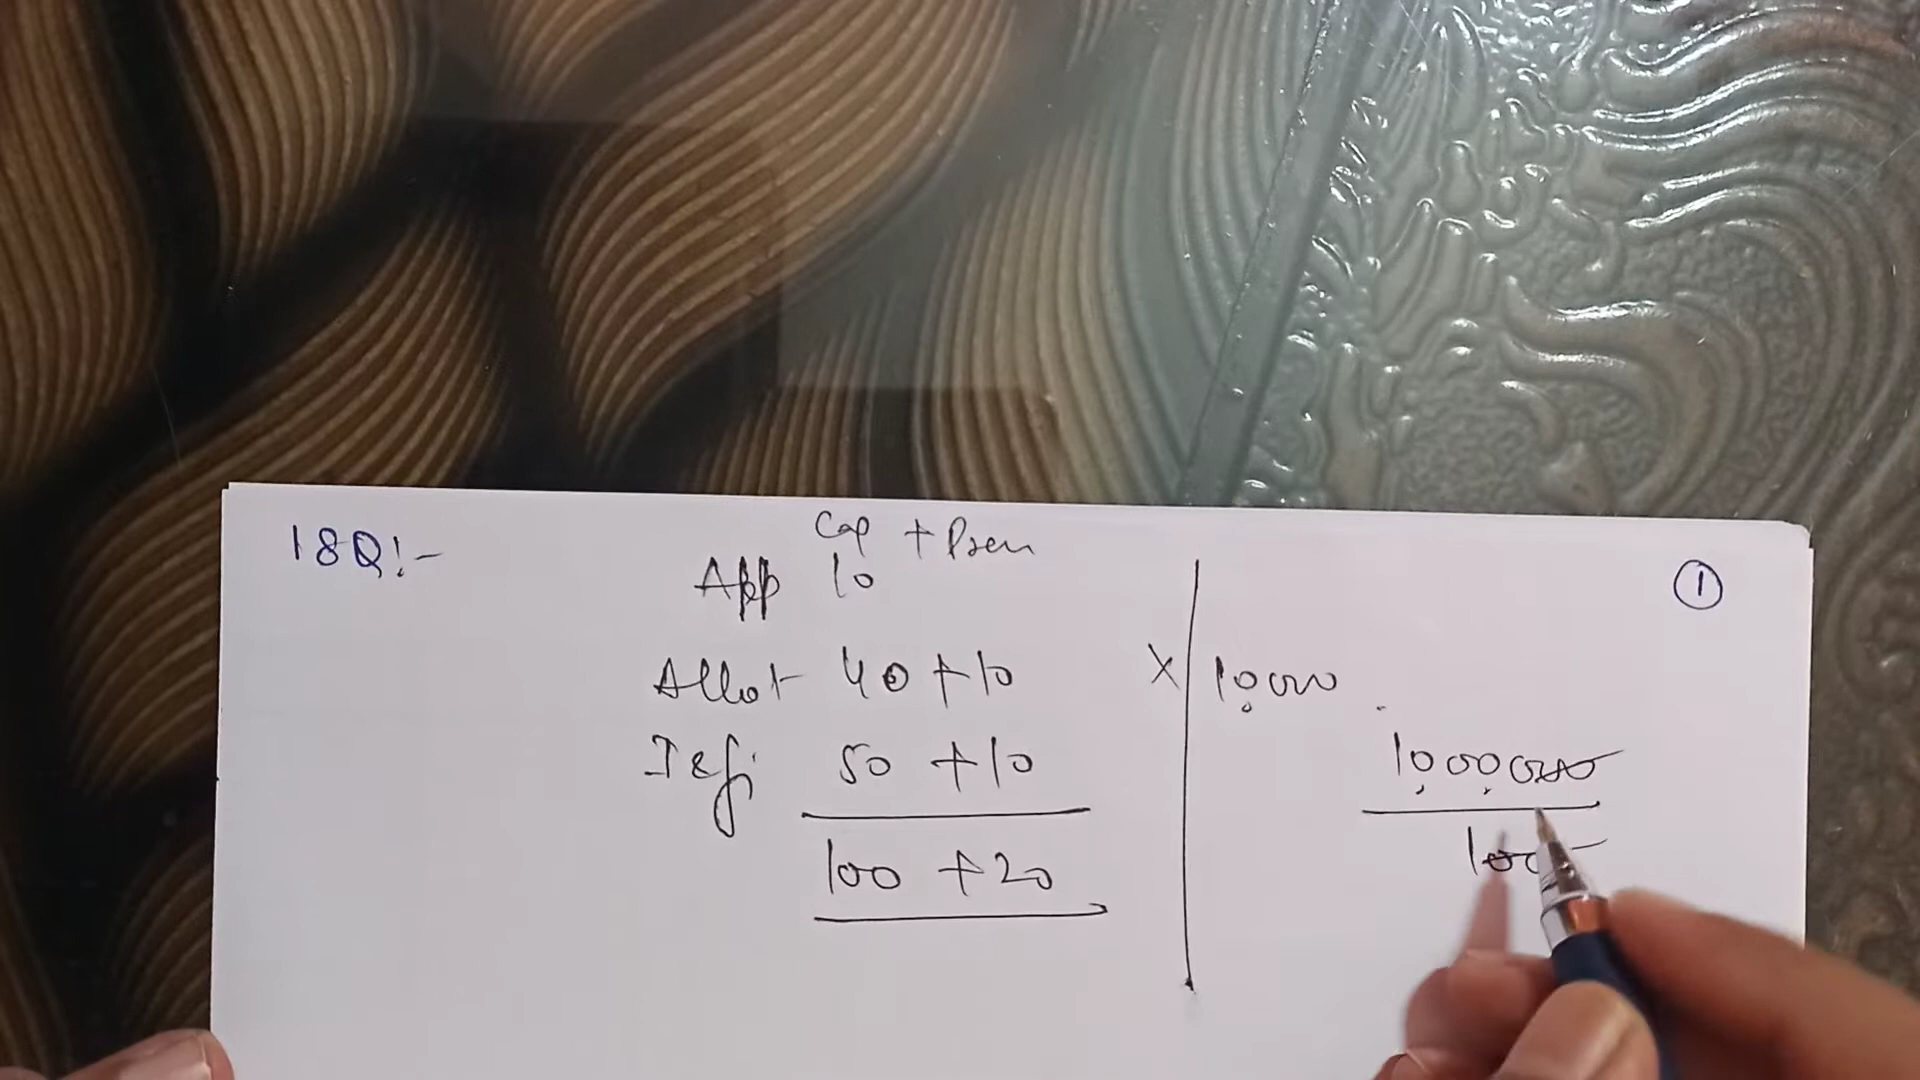 18Q:-
Cap + Prem
①
App 10
Allot 40 + 10
X 10,000
I & fi 50 + 10
10,00,000
100
100 + 20